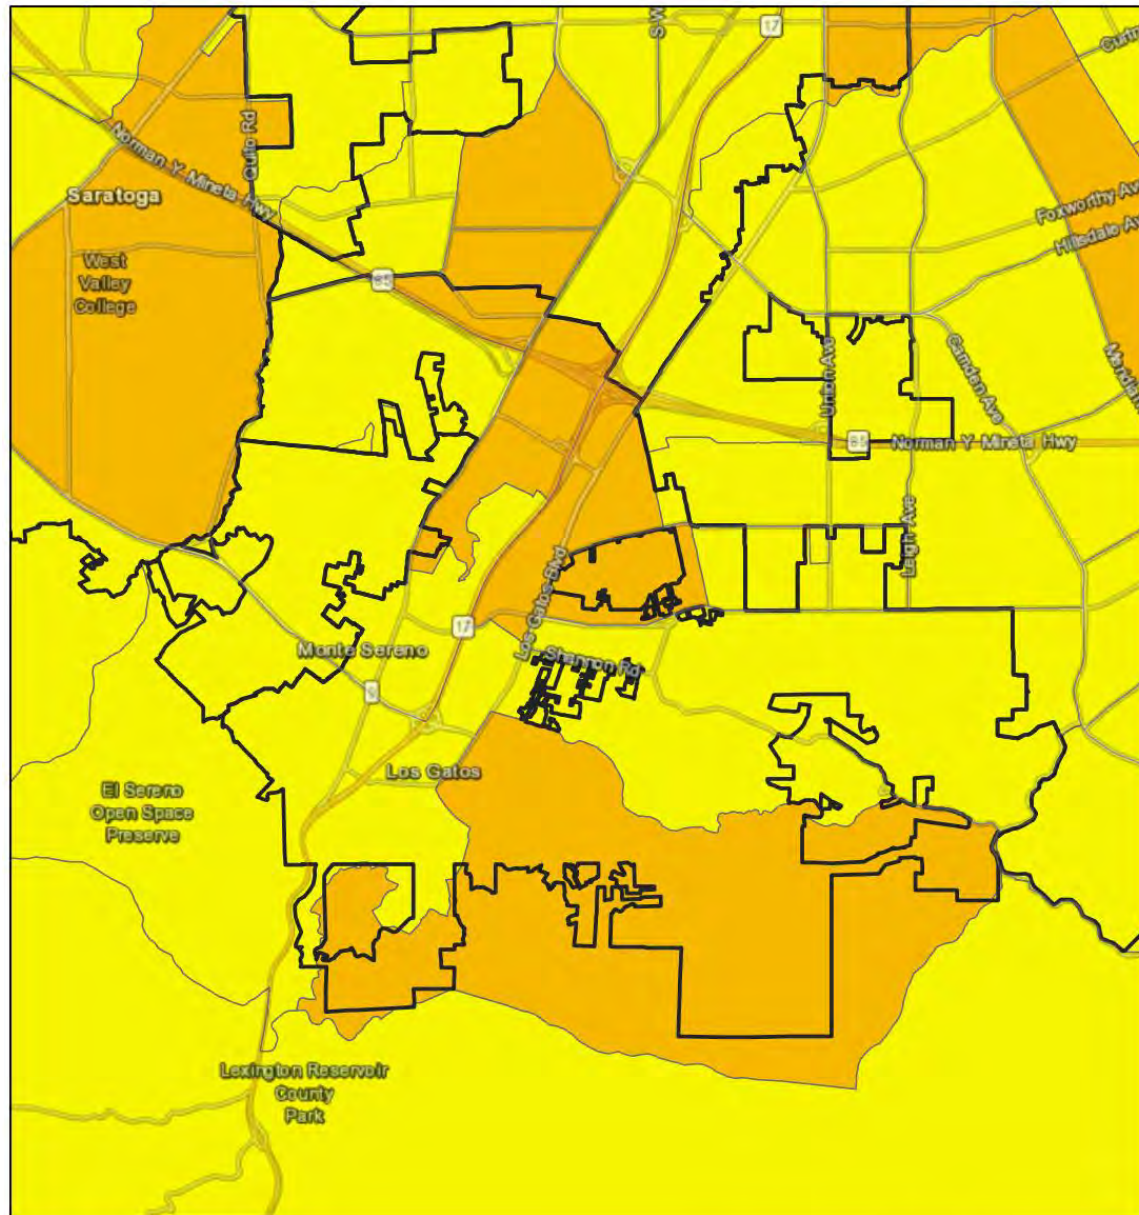 17
S W
Curtn
Norman Y Mineta Hwy
Quito Rd
Saratoga
Foxworthy Av
Hillsdale Av
West
Valley
College
85
Union Ave
Camden Ave
Meridian
85
Norman Y Mineta Hwy
Leigh Ave
Los Gatos Blvd
17
Monte Sereno
Shannon Rd
9
Los Gatos
El Sereno
Open Space
Preserve
Lexington Reservoir
County
Park